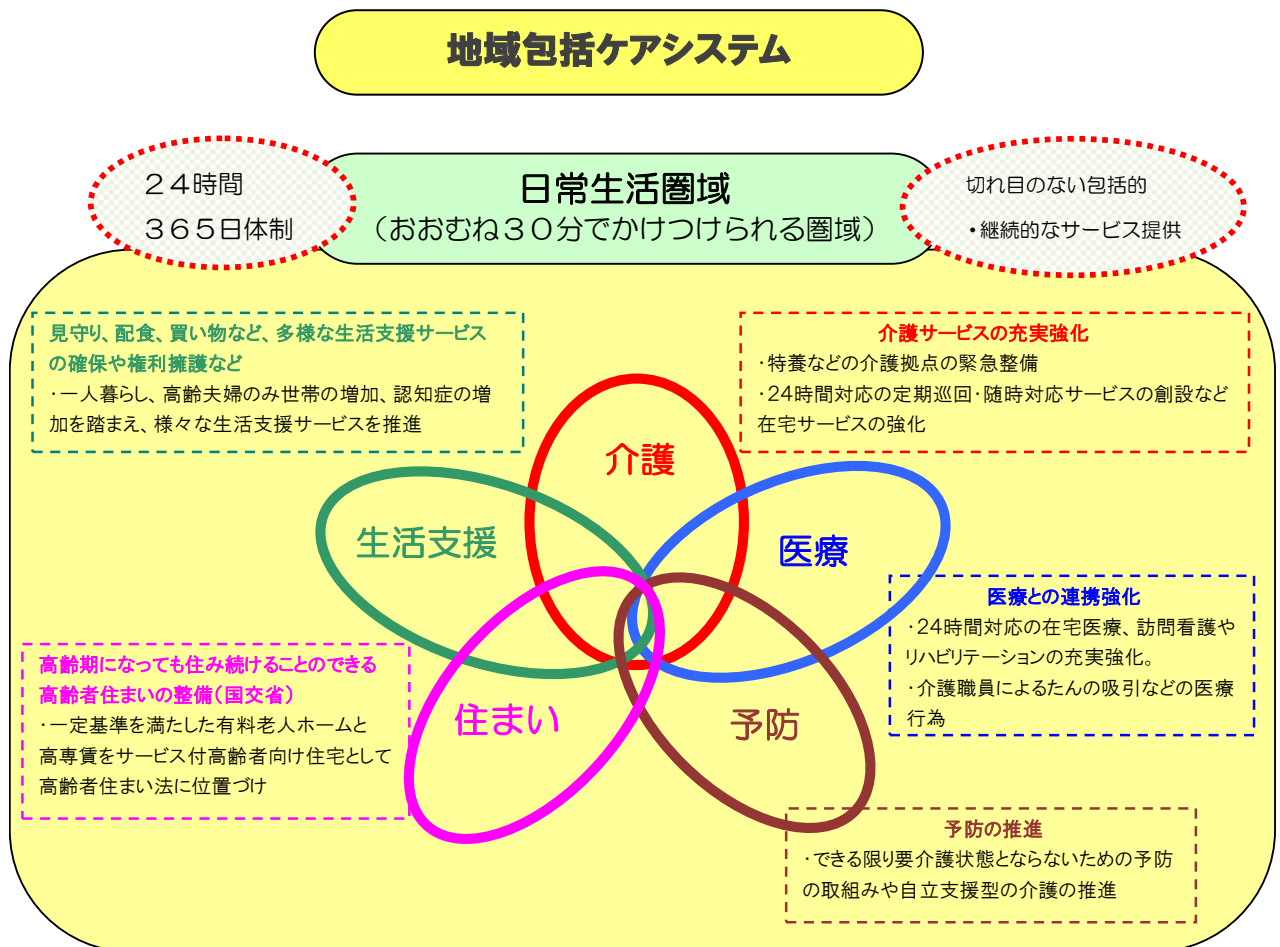 地域包括ケアシステム
２４時間
３６５日体制
日常生活圏域
（おおむね３０分でかけつけられる圏域）
切れ目のない包括的
・継続的なサービス提供
見守り、配食、買い物など、多様な生活支援サービス
の確保や権利擁護など
・一人暮らし、高齢夫婦のみ世帯の増加、認知症の増
加を踏まえ、様々な生活支援サービスを推進
介護サービスの充実強化
・特養などの介護拠点の緊急整備
・24時間対応の定期巡回・随時対応サービスの創設など
在宅サービスの強化
介護
生活支援
医療
医療との連携強化
・24時間対応の在宅医療、訪問看護や
リハビリテーションの充実強化。
・介護職員によるたんの吸引などの医療
行為
高齢期になっても住み続けることのできる
高齢者住まいの整備（国交省）
・一定基準を満たした有料老人ホームと
高専賃をサービス付高齢者向け住宅として
高齢者住まい法に位置づけ
住まい
予防
予防の推進
・できる限り要介護状態とならないための予防
の取組みや自立支援型の介護の推進